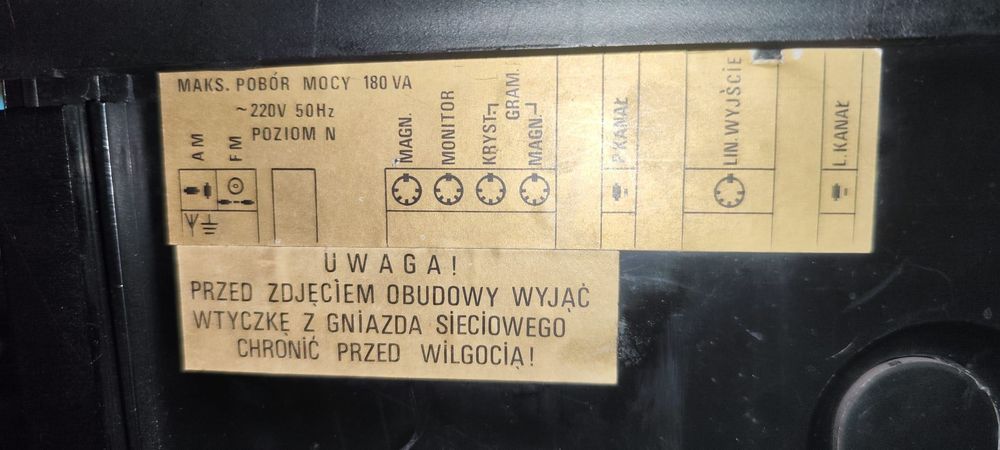 MAKS. POBÓR MOCY 180 VA
~220V 50Hz
POZIOM N
AM
FM
MAGN.
MONITOR
KRYST.
GRAM.
MAGN.
P.KANAŁ
LIN.WYJŚCIE
L.KANAŁ
UWAGA!
PRZED ZDJĘCIEM OBUDOWY WYJĄĆ
WTYCZKĘ Z GNIAZDA SIECIOWEGO
CHRONIĆ PRZED WILGOCIĄ!